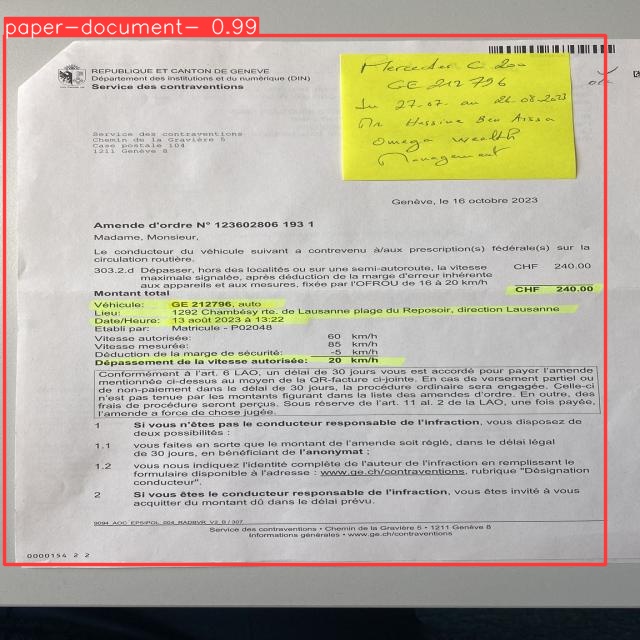 paper-document- 0.99
REPUBLIQUE ET CANTON DE GENEVE
Département des institutions et du numérique (DIN)
Service des contraventions
Mercedes C 200
GE 212 796
Du 27.07. au 26.08.2023
Mr Hassine Ben Aissa
Omega Wealth
Management
ok
Service des contraventions
Chemin de la Gravière 5
Case postale 104
1211 Genève 8
Genève, le 16 octobre 2023
Amende d'ordre N° 123602806 193 1
Madame, Monsieur,
Le conducteur du véhicule suivant a contrevenu à/aux prescription(s) fédérale(s) sur la
circulation routière.
303.2.d Dépasser, hors des localités ou sur une semi-autoroute, la vitesse CHF 240.00
maximale signalée, après déduction de la marge d'erreur inhérente
aux appareils et aux mesures, fixée par l'OFROU de 16 à 20 km/h
Montant total CHF 240.00
Véhicule: GE 212796, auto
Lieu: 1292 Chambésy rte. de Lausanne plage du Reposoir, direction Lausanne
Date/Heure: 13 août 2023 à 13:22
Etabli par: Matricule - P02048
Vitesse autorisée: 60 km/h
Vitesse mesurée: 85 km/h
Déduction de la marge de sécurité: -5 km/h
Dépassement de la vitesse autorisée: 20 km/h
Conformément à l'art. 6 LAO, un délai de 30 jours vous est accordé pour payer l'amende
mentionnée ci-dessus au moyen de la QR-facture ci-jointe. En cas de versement partiel ou
de non-paiement dans le délai de 30 jours, la procédure ordinaire sera engagée. Celle-ci
n'est pas tenue par les montants figurant dans la liste des amendes d'ordre. En outre, des
frais de procédure seront perçus. Sous réserve de l'art. 11 al. 2 de la LAO, une fois payée,
l'amende a force de chose jugée.
1 Si vous n'êtes pas le conducteur responsable de l'infraction, vous disposez de
deux possibilités :
1.1 vous faites en sorte que le montant de l'amende soit réglé, dans le délai légal
de 30 jours, en bénéficiant de l'anonymat ;
1.2 vous nous indiquez l'identité complète de l'auteur de l'infraction en remplissant le
formulaire disponible à l'adresse : www.ge.ch/contraventions, rubrique "Désignation
conducteur".
2 Si vous êtes le conducteur responsable de l'infraction, vous êtes invité à vous
acquitter du montant dû dans le délai prévu.
Service des contraventions • Chemin de la Gravière 5 • 1211 Genève 8
Informations générales • www.ge.ch/contraventions
0000154 2 2